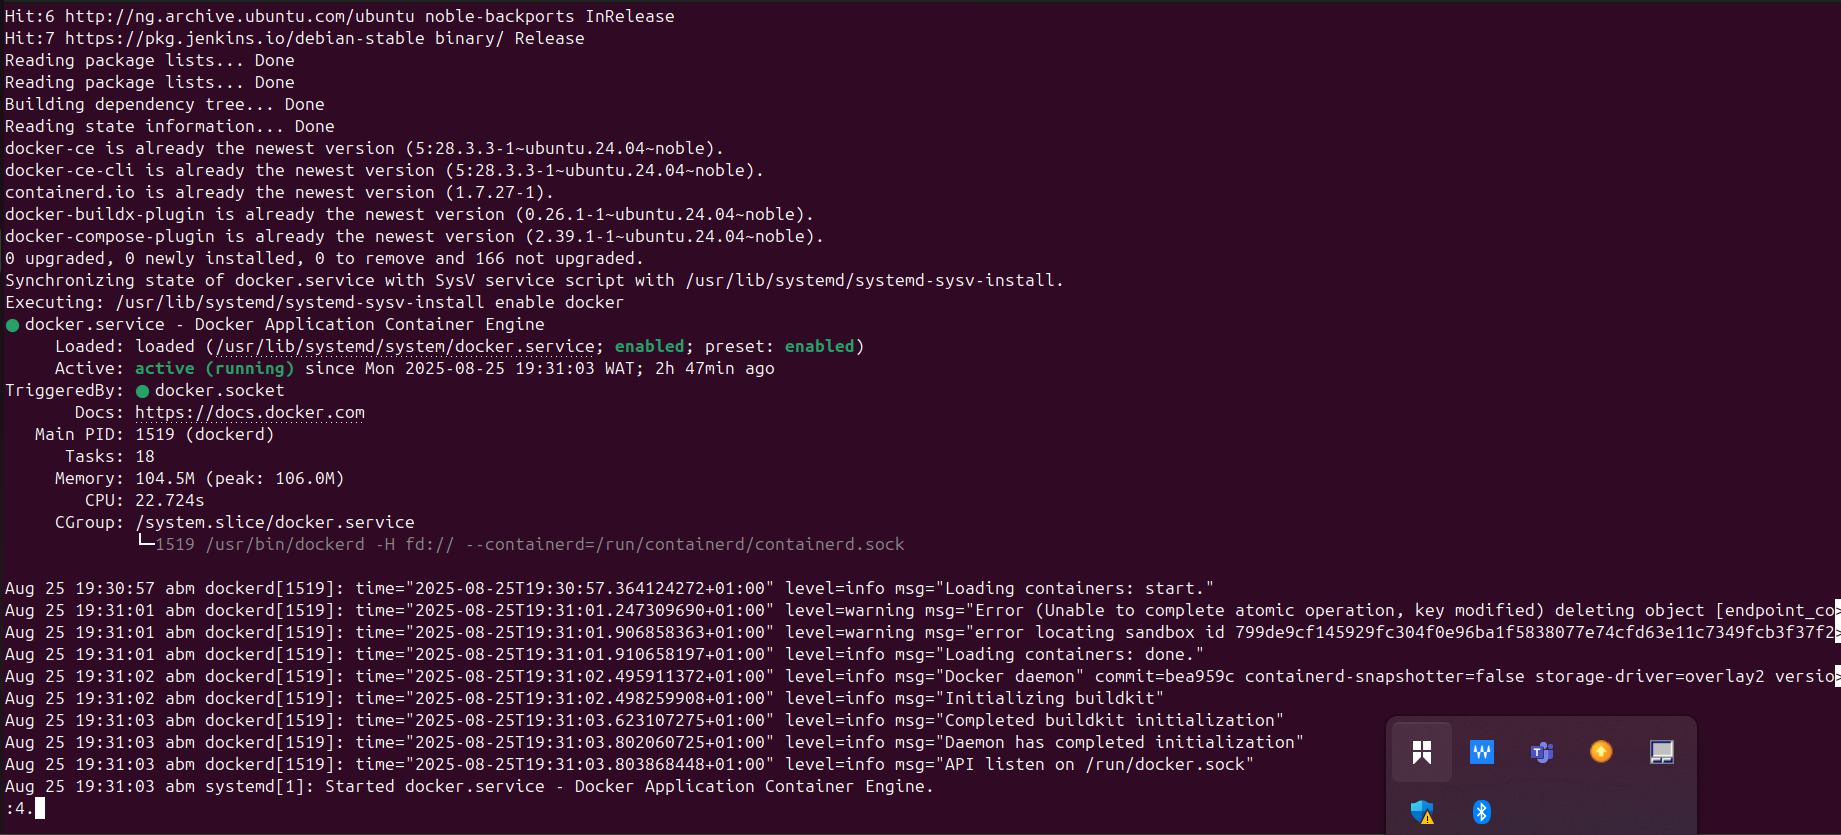 Hit:6 http://ng.archive.ubuntu.com/ubuntu noble-backports InRelease
Hit:7 https://pkg.jenkins.io/debian-stable binary/ Release
Reading package lists... Done
Reading package lists... Done
Building dependency tree... Done
Reading state information... Done
docker-ce is already the newest version (5:28.3.3-1~ubuntu.24.04~noble).
docker-ce-cli is already the newest version (5:28.3.3-1~ubuntu.24.04~noble).
containerd.io is already the newest version (1.7.27-1).
docker-buildx-plugin is already the newest version (0.26.1-1~ubuntu.24.04~noble).
docker-compose-plugin is already the newest version (2.39.1-1~ubuntu.24.04~noble).
0 upgraded, 0 newly installed, 0 to remove and 166 not upgraded.
Synchronizing state of docker.service with SysV service script with /usr/lib/systemd/systemd-sysv-install.
Executing: /usr/lib/systemd/systemd-sysv-install enable docker
● docker.service - Docker Application Container Engine
     Loaded: loaded (/usr/lib/systemd/system/docker.service; enabled; preset: enabled)
     Active: active (running) since Mon 2025-08-25 19:31:03 WAT; 2h 47min ago
TriggeredBy: ● docker.socket
       Docs: https://docs.docker.com
   Main PID: 1519 (dockerd)
      Tasks: 18
     Memory: 104.5M (peak: 106.0M)
        CPU: 22.724s
     CGroup: /system.slice/docker.service
             └─1519 /usr/bin/dockerd -H fd:// --containerd=/run/containerd/containerd.sock
Aug 25 19:30:57 abm dockerd[1519]: time="2025-08-25T19:30:57.364124272+01:00" level=info msg="Loading containers: start."
Aug 25 19:31:01 abm dockerd[1519]: time="2025-08-25T19:31:01.247309690+01:00" level=warning msg="Error (Unable to complete atomic operation, key modified) deleting object [endpoint_co>
Aug 25 19:31:01 abm dockerd[1519]: time="2025-08-25T19:31:01.906858363+01:00" level=warning msg="error locating sandbox id 799de9cf145929fc304f0e96ba1f5838077e74cfd63e11c7349fcb3f37f2>
Aug 25 19:31:01 abm dockerd[1519]: time="2025-08-25T19:31:01.910658197+01:00" level=info msg="Loading containers: done."
Aug 25 19:31:02 abm dockerd[1519]: time="2025-08-25T19:31:02.495911372+01:00" level=info msg="Docker daemon" commit=bea959c containerd-snapshotter=false storage-driver=overlay2 versio>
Aug 25 19:31:02 abm dockerd[1519]: time="2025-08-25T19:31:02.498259908+01:00" level=info msg="Initializing buildkit"
Aug 25 19:31:03 abm dockerd[1519]: time="2025-08-25T19:31:03.623107275+01:00" level=info msg="Completed buildkit initialization"
Aug 25 19:31:03 abm dockerd[1519]: time="2025-08-25T19:31:03.802060725+01:00" level=info msg="Daemon has completed initialization"
Aug 25 19:31:03 abm dockerd[1519]: time="2025-08-25T19:31:03.803868448+01:00" level=info msg="API listen on /run/docker.sock"
Aug 25 19:31:03 abm systemd[1]: Started docker.service - Docker Application Container Engine.
:4.